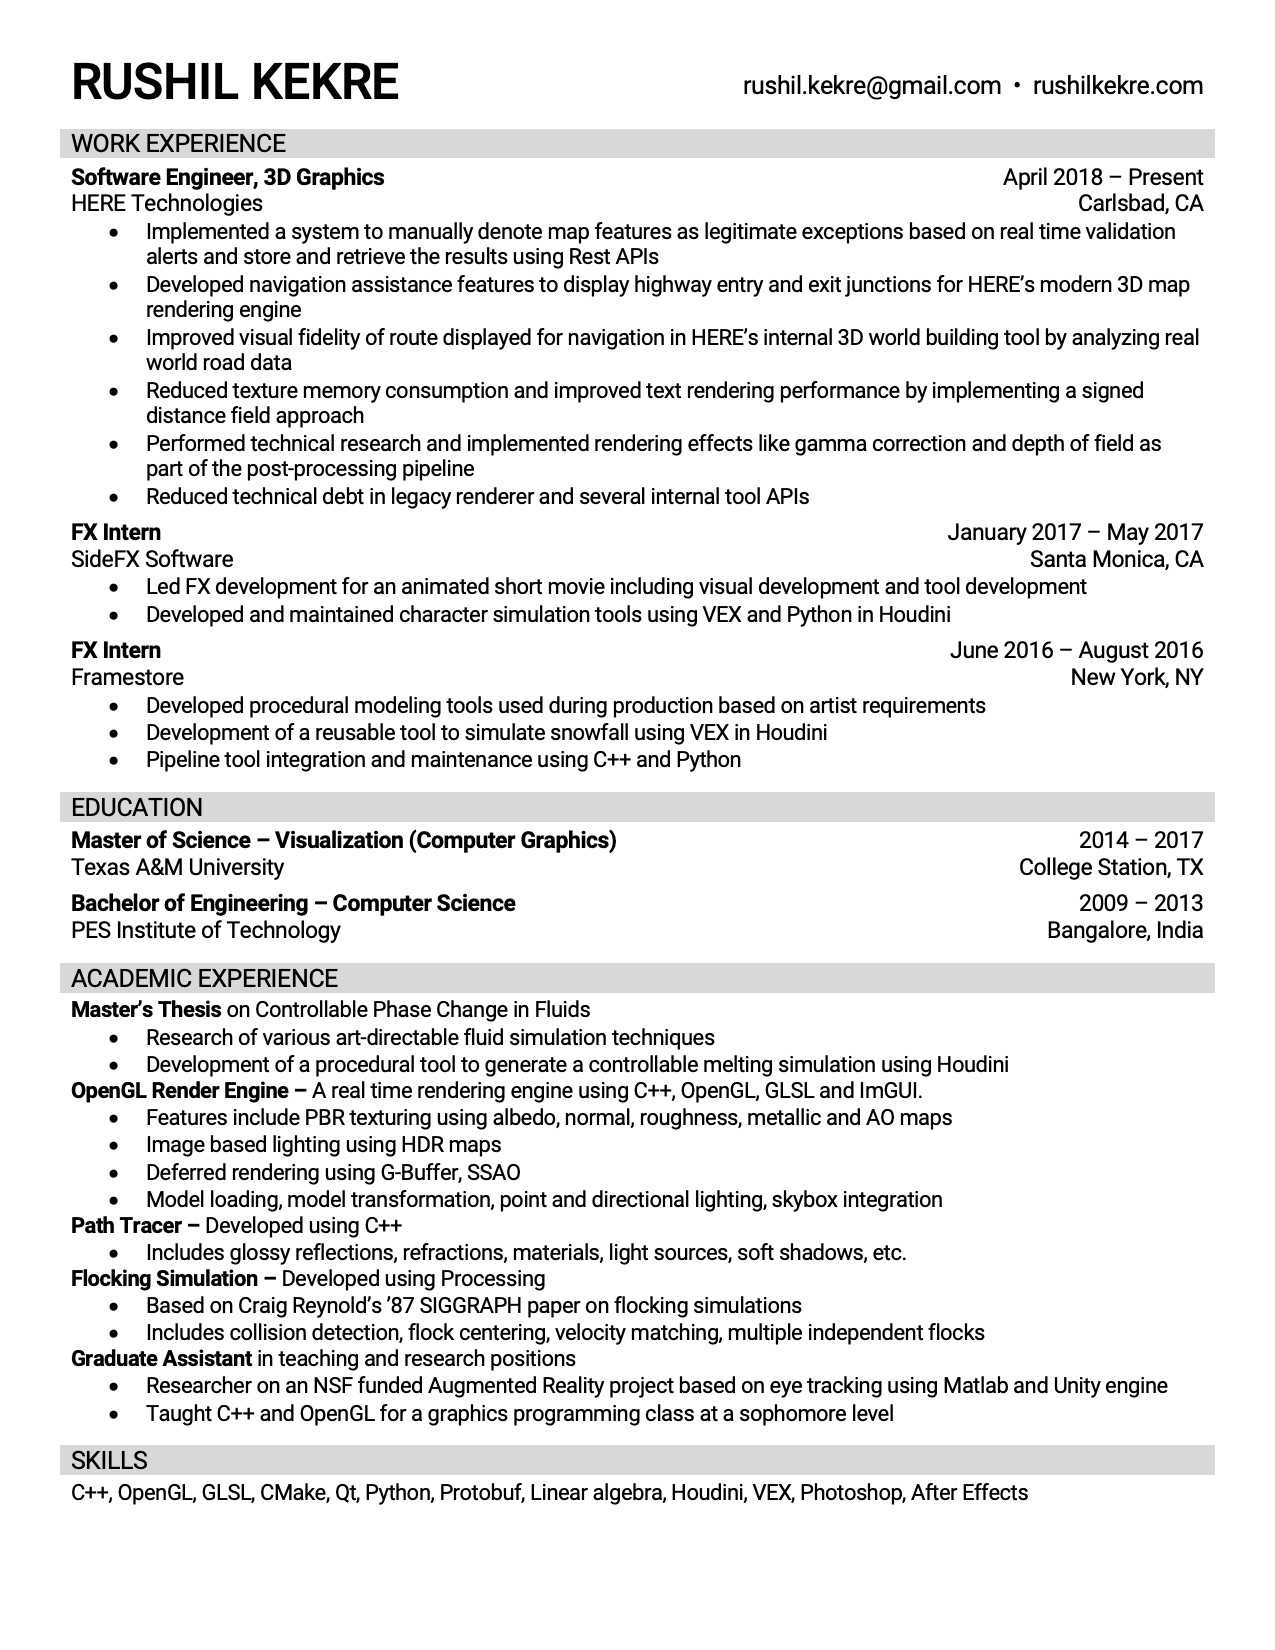 RUSHIL KEKRE rushil.kekre@gmail.com • rushilkekre.com
WORK EXPERIENCE
Software Engineer, 3D Graphics April 2018 – Present
HERE Technologies Carlsbad, CA
• Implemented a system to manually denote map features as legitimate exceptions based on real time validation
alerts and store and retrieve the results using Rest APIs
• Developed navigation assistance features to display highway entry and exit junctions for HERE’s modern 3D map
rendering engine
• Improved visual fidelity of route displayed for navigation in HERE’s internal 3D world building tool by analyzing real
world road data
• Reduced texture memory consumption and improved text rendering performance by implementing a signed
distance field approach
• Performed technical research and implemented rendering effects like gamma correction and depth of field as
part of the post-processing pipeline
• Reduced technical debt in legacy renderer and several internal tool APIs
FX Intern January 2017 – May 2017
SideFX Software Santa Monica, CA
• Led FX development for an animated short movie including visual development and tool development
• Developed and maintained character simulation tools using VEX and Python in Houdini
FX Intern June 2016 – August 2016
Framestore New York, NY
• Developed procedural modeling tools used during production based on artist requirements
• Development of a reusable tool to simulate snowfall using VEX in Houdini
• Pipeline tool integration and maintenance using C++ and Python
EDUCATION
Master of Science – Visualization (Computer Graphics) 2014 – 2017
Texas A&M University College Station, TX
Bachelor of Engineering – Computer Science 2009 – 2013
PES Institute of Technology Bangalore, India
ACADEMIC EXPERIENCE
Master’s Thesis on Controllable Phase Change in Fluids
• Research of various art-directable fluid simulation techniques
• Development of a procedural tool to generate a controllable melting simulation using Houdini
OpenGL Render Engine – A real time rendering engine using C++, OpenGL, GLSL and ImGUI.
• Features include PBR texturing using albedo, normal, roughness, metallic and AO maps
• Image based lighting using HDR maps
• Deferred rendering using G-Buffer, SSAO
• Model loading, model transformation, point and directional lighting, skybox integration
Path Tracer – Developed using C++
• Includes glossy reflections, refractions, materials, light sources, soft shadows, etc.
Flocking Simulation – Developed using Processing
• Based on Craig Reynold’s ’87 SIGGRAPH paper on flocking simulations
• Includes collision detection, flock centering, velocity matching, multiple independent flocks
Graduate Assistant in teaching and research positions
• Researcher on an NSF funded Augmented Reality project based on eye tracking using Matlab and Unity engine
• Taught C++ and OpenGL for a graphics programming class at a sophomore level
SKILLS
C++, OpenGL, GLSL, CMake, Qt, Python, Protobuf, Linear algebra, Houdini, VEX, Photoshop, After Effects